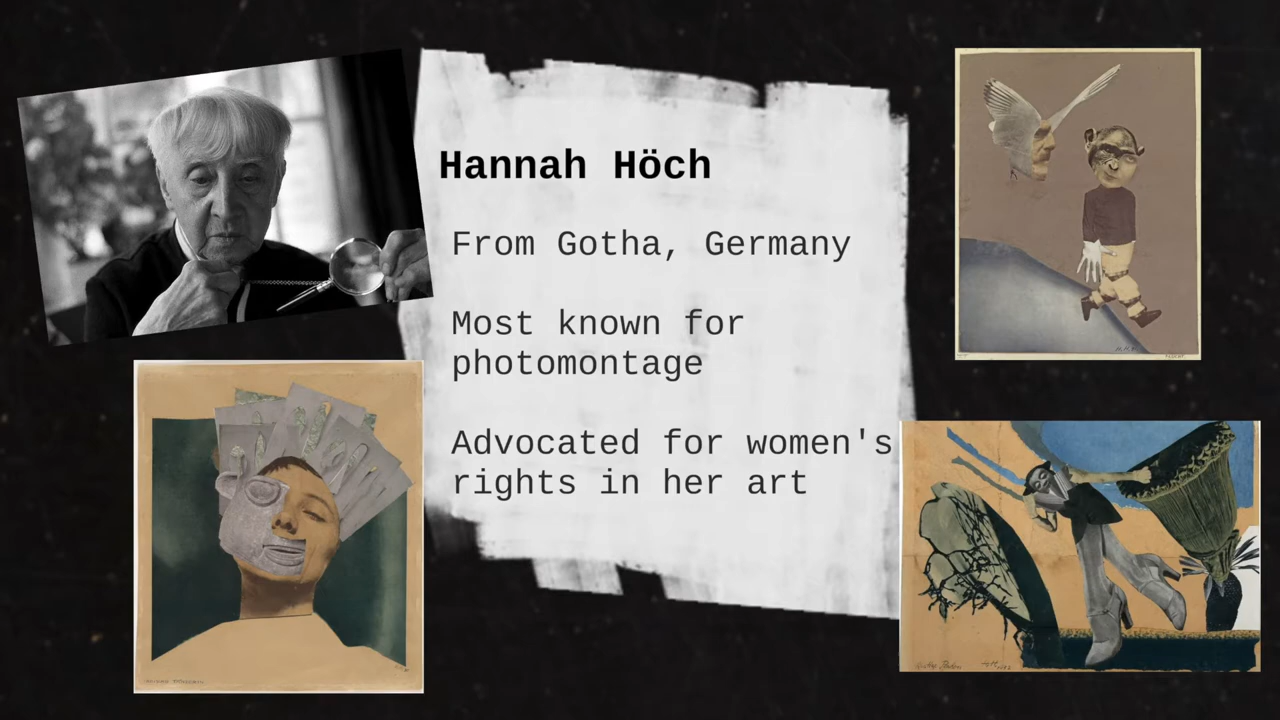 Hannah Höch
From Gotha, Germany
Most known for
photomontage
Advocated for women's
rights in her art